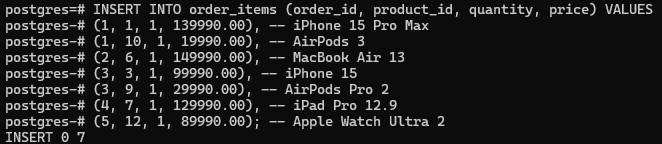 postgres=# INSERT INTO order_items (order_id, product_id, quantity, price) VALUES
postgres-# (1, 1, 1, 139990.00), -- iPhone 15 Pro Max
postgres-# (1, 10, 1, 19990.00), -- AirPods 3
postgres-# (2, 6, 1, 149990.00), -- MacBook Air 13
postgres-# (3, 3, 1, 99990.00), -- iPhone 15
postgres-# (3, 9, 1, 29990.00), -- AirPods Pro 2
postgres-# (4, 7, 1, 129990.00), -- iPad Pro 12.9
postgres-# (5, 12, 1, 89990.00); -- Apple Watch Ultra 2
INSERT 0 7